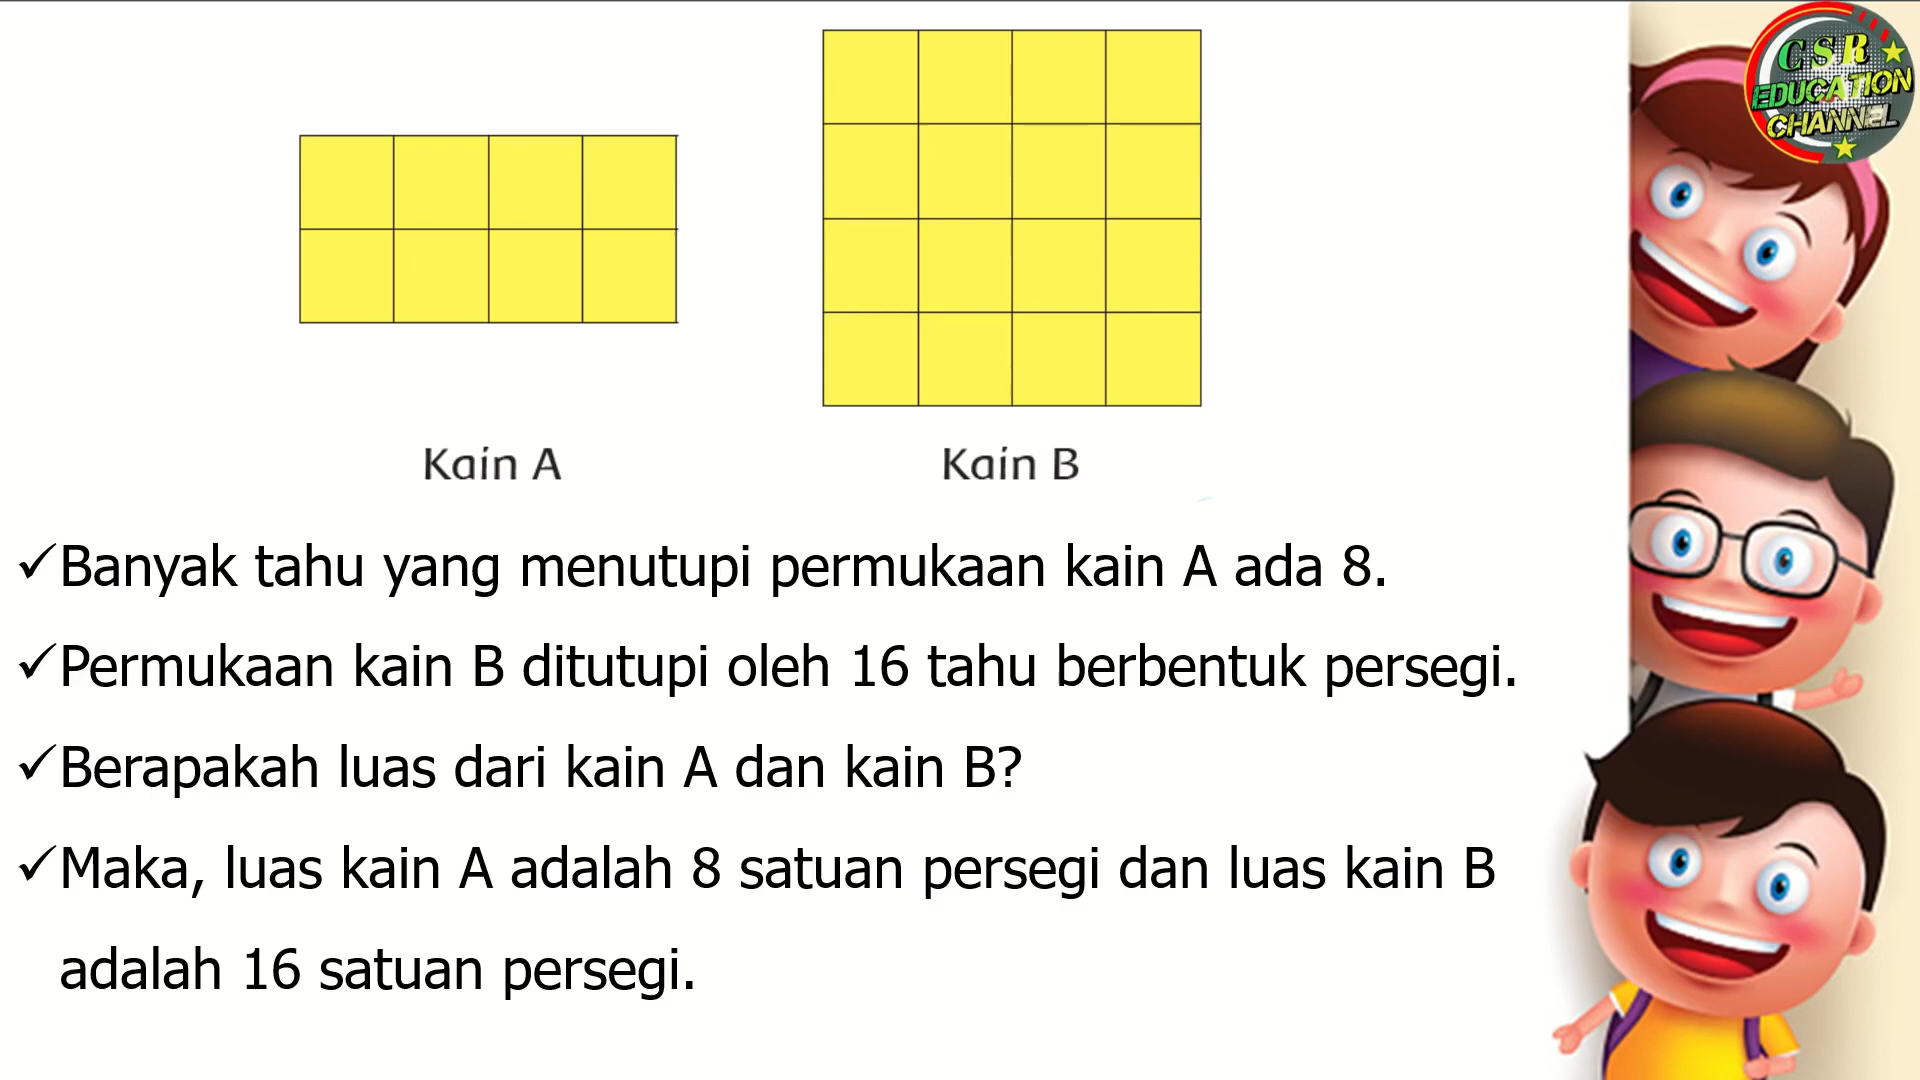 CSR
EDUCATION
CHANNEL
Kain A
Kain B
✓Banyak tahu yang menutupi permukaan kain A ada 8.
✓Permukaan kain B ditutupi oleh 16 tahu berbentuk persegi.
✓Berapakah luas dari kain A dan kain B?
✓Maka, luas kain A adalah 8 satuan persegi dan luas kain B
adalah 16 satuan persegi.